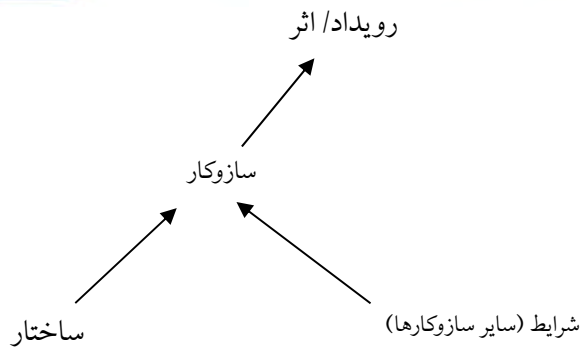 رویداد/ اثر
سازوکار
شرایط (سایر سازوکارها)
ساختار